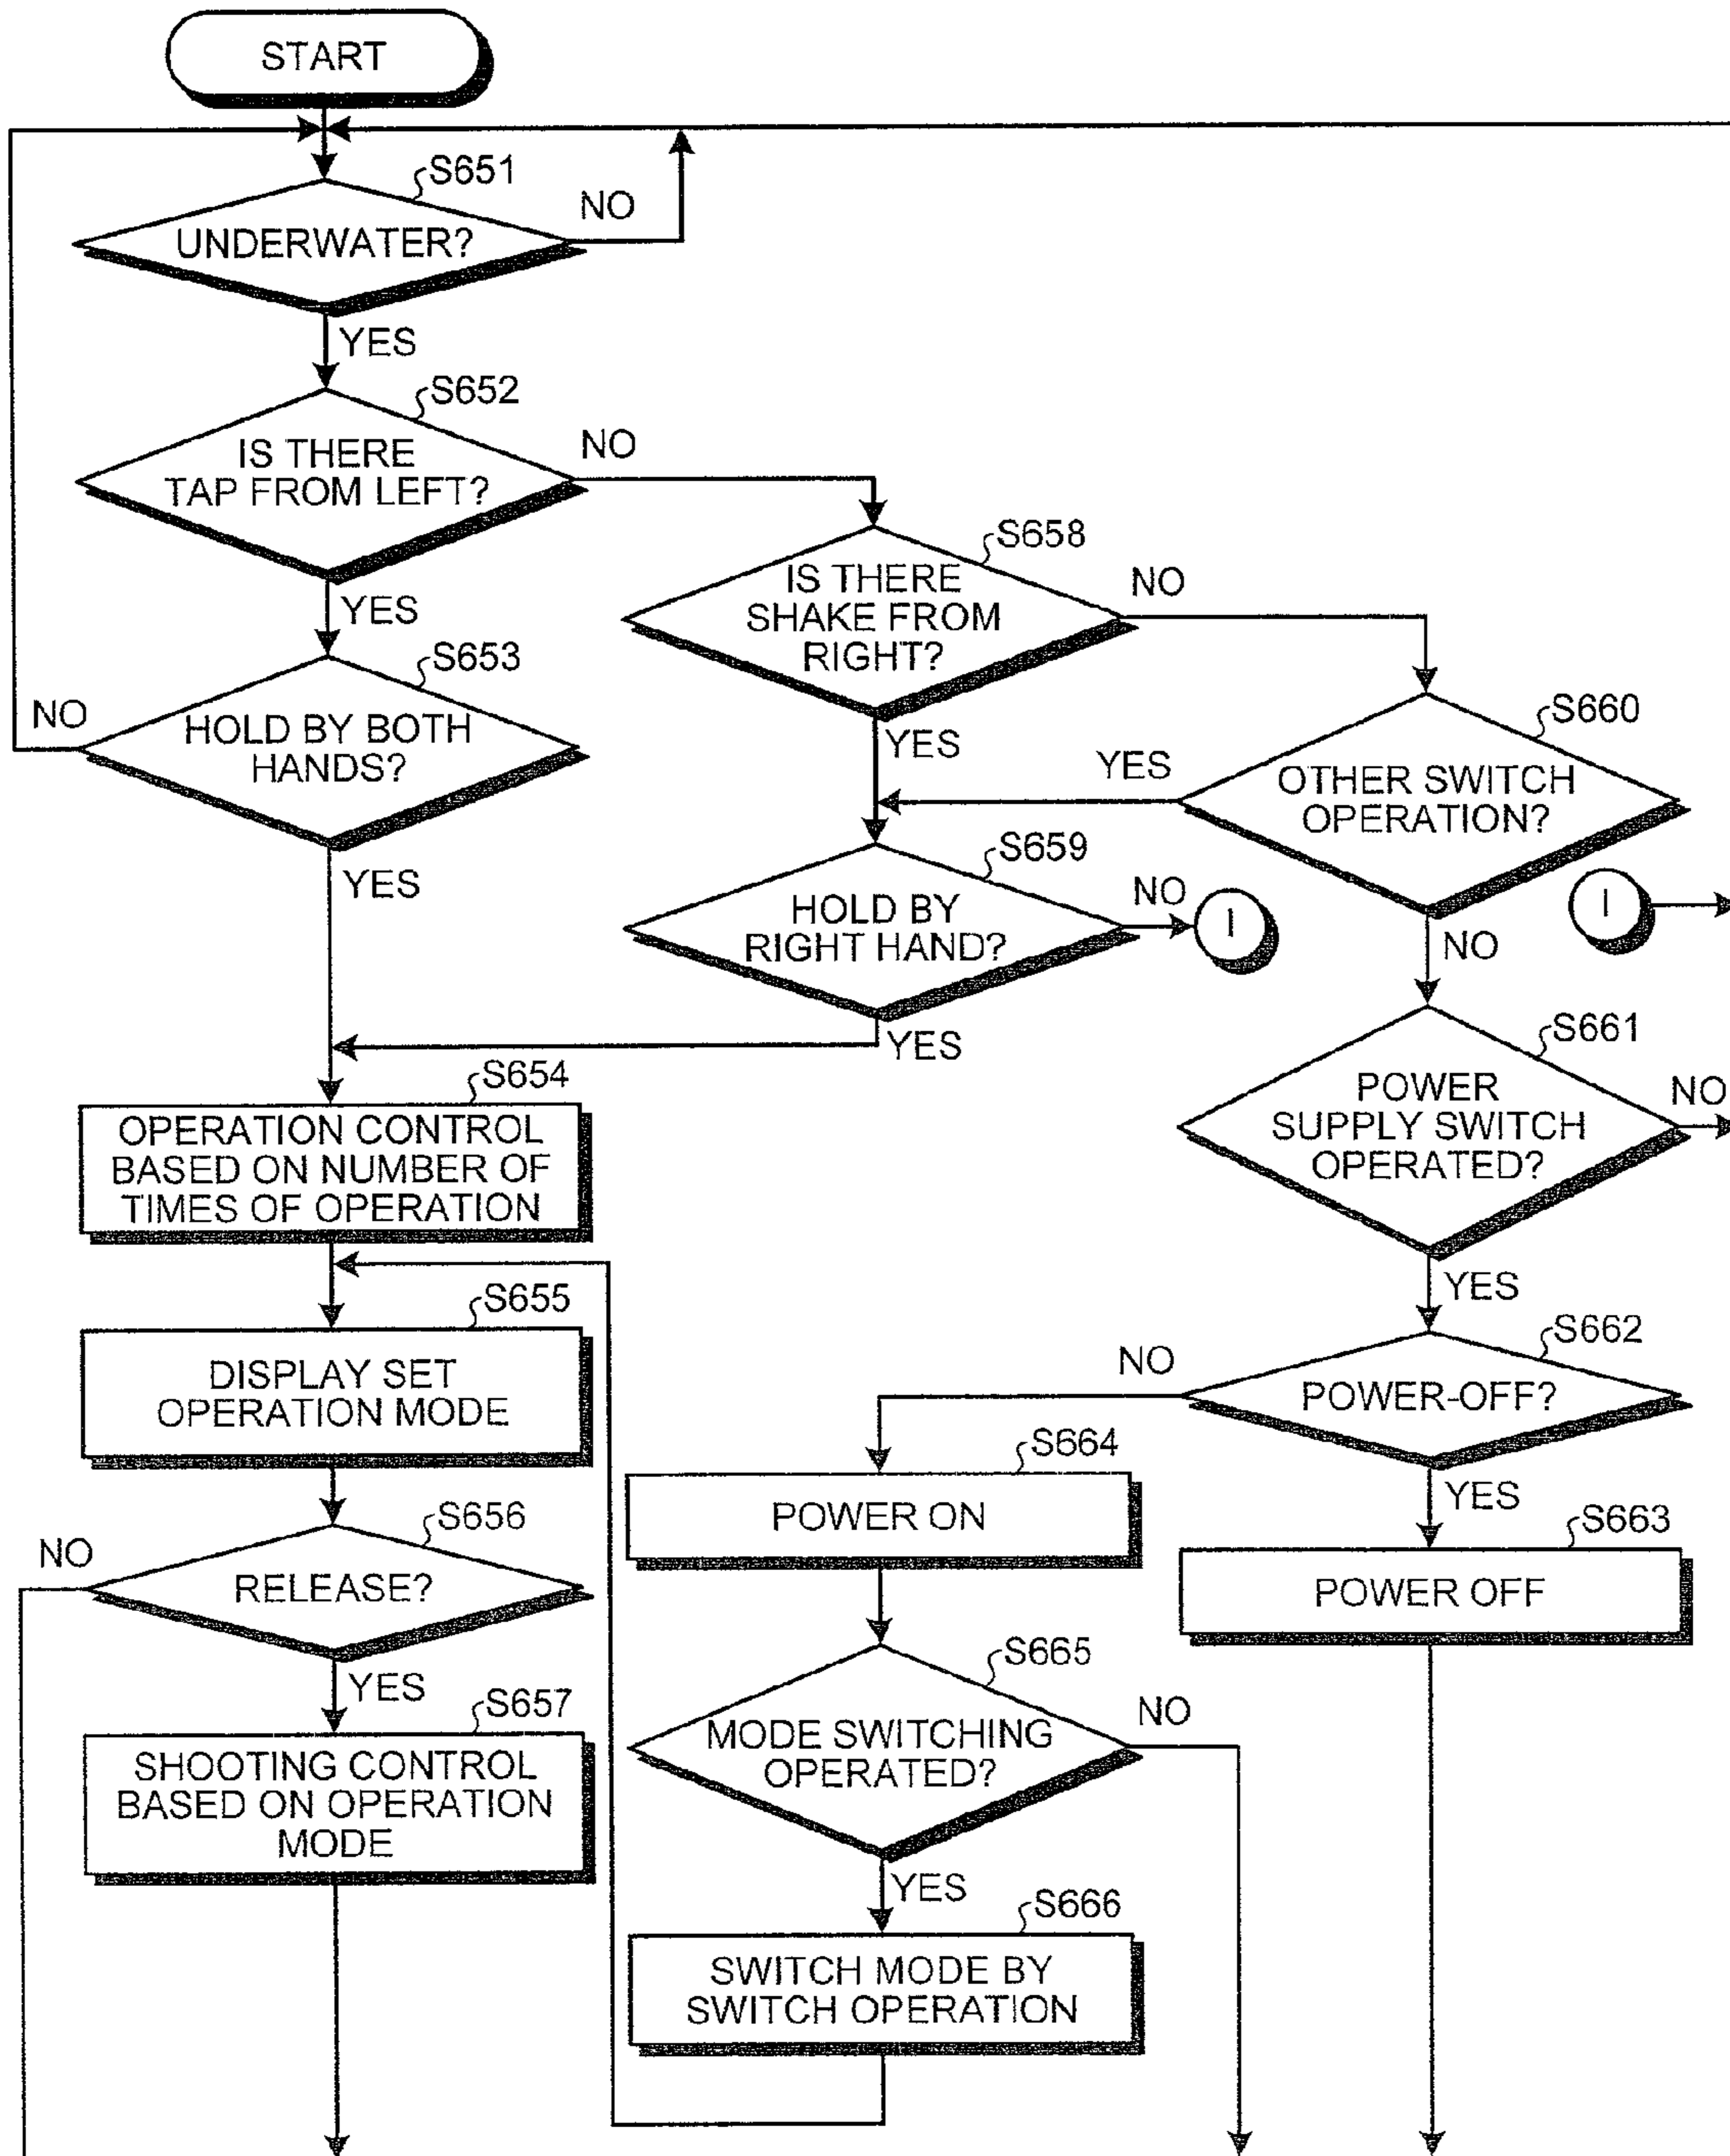 START
S651
UNDERWATER?
NO
YES
S652
IS THERE
TAP FROM LEFT?
NO
YES
S653
HOLD BY BOTH
HANDS?
NO
YES
S658
IS THERE
SHAKE FROM
RIGHT?
NO
YES
S660
OTHER SWITCH
OPERATION?
YES
NO
S659
HOLD BY
RIGHT HAND?
NO
I
I
YES
S654
OPERATION CONTROL
BASED ON NUMBER OF
TIMES OF OPERATION
S661
POWER
SUPPLY SWITCH
OPERATED?
NO
YES
S655
DISPLAY SET
OPERATION MODE
S662
POWER-OFF?
NO
YES
S664
POWER ON
S663
POWER OFF
S656
RELEASE?
NO
YES
S665
MODE SWITCHING
OPERATED?
NO
YES
S657
SHOOTING CONTROL
BASED ON OPERATION
MODE
S666
SWITCH MODE BY
SWITCH OPERATION